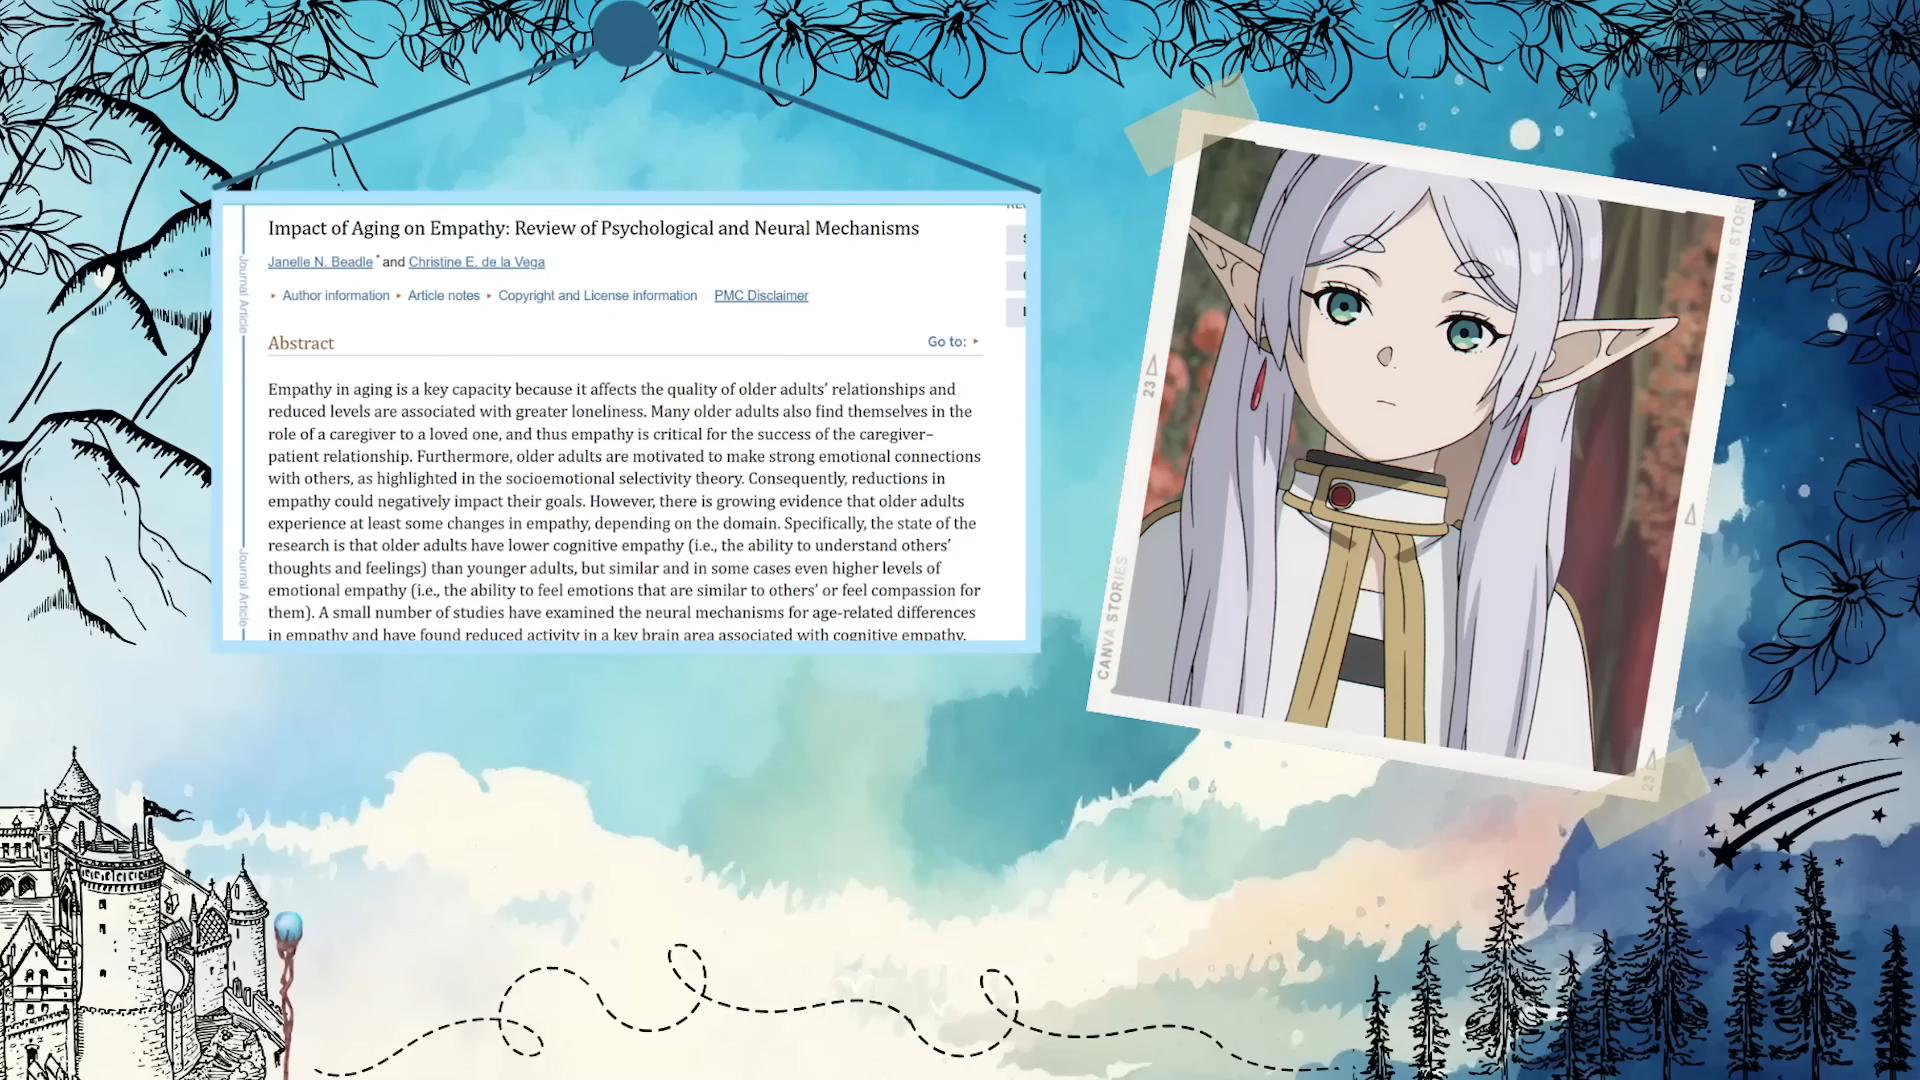 Impact of Aging on Empathy: Review of Psychological and Neural Mechanisms
Janelle N. Beadle * and Christine E. de la Vega
▸ Author information ▸ Article notes ▸ Copyright and License information PMC Disclaimer
Abstract
Go to: ▸
Empathy in aging is a key capacity because it affects the quality of older adults’ relationships and
reduced levels are associated with greater loneliness. Many older adults also find themselves in the
role of a caregiver to a loved one, and thus empathy is critical for the success of the caregiver–
patient relationship. Furthermore, older adults are motivated to make strong emotional connections
with others, as highlighted in the socioemotional selectivity theory. Consequently, reductions in
empathy could negatively impact their goals. However, there is growing evidence that older adults
experience at least some changes in empathy, depending on the domain. Specifically, the state of the
research is that older adults have lower cognitive empathy (i.e., the ability to understand others’
thoughts and feelings) than younger adults, but similar and in some cases even higher levels of
emotional empathy (i.e., the ability to feel emotions that are similar to others’ or feel compassion for
them). A small number of studies have examined the neural mechanisms for age-related differences
in empathy and have found reduced activity in a key brain area associated with cognitive empathy.
Journal Article
Journal Article
23
CANVA STORIES
CANVA STOR
23